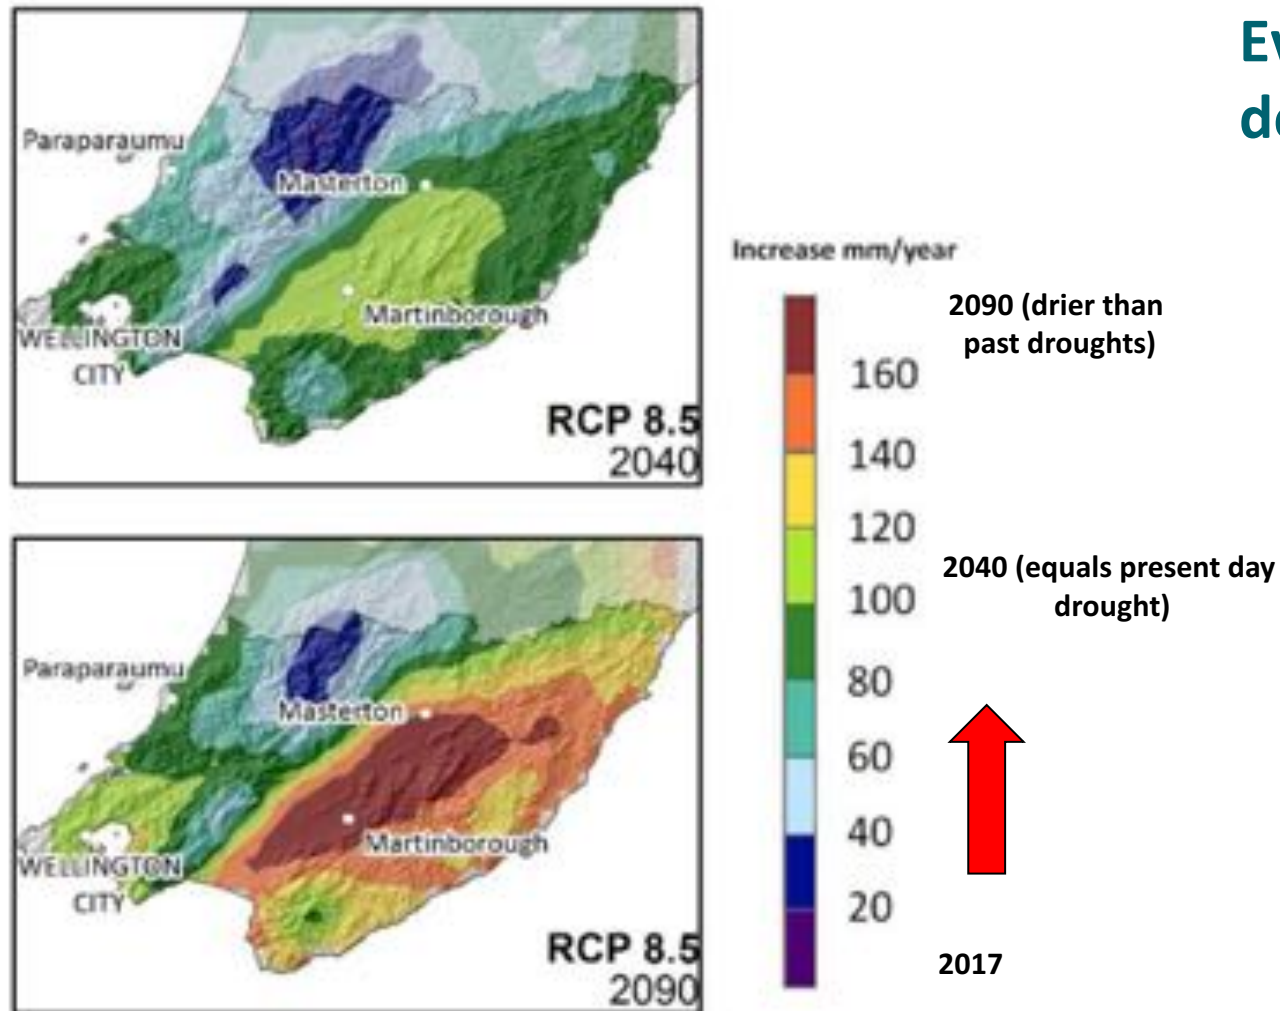 Paraparaumu
Masterton
Martinborough
WELLINGTON
CITY
RCP 8.5
2040
Paraparaumu
Masterton
Martinborough
WELLINGTON
CITY
RCP 8.5
2090
Increase mm/year
160
140
120
100
80
60
40
20
2090 (drier than
past droughts)
2040 (equals present day
drought)
2017